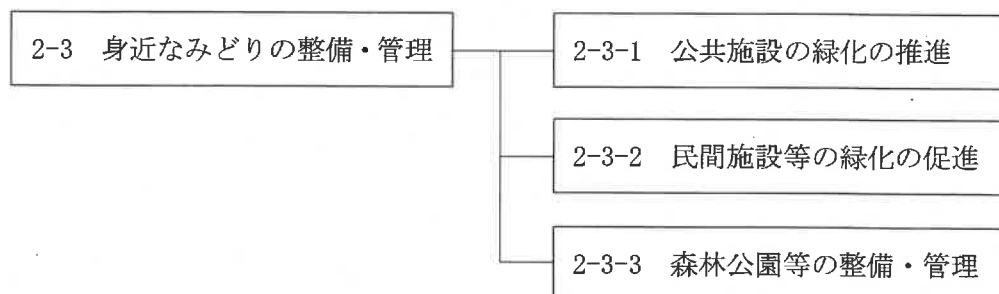 2-3 身近なみどりの整備・管理
2-3-1 公共施設の緑化の推進
2-3-2 民間施設等の緑化の促進
2-3-3 森林公園等の整備・管理